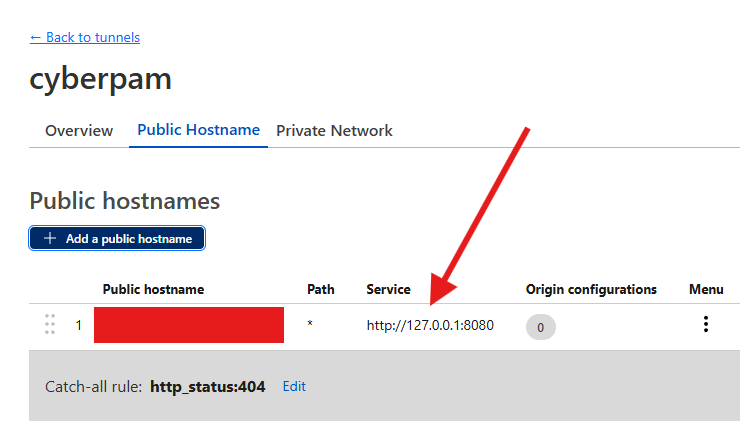 ← Back to tunnels
cyberpam
Overview Public Hostname Private Network
Public hostnames
+ Add a public hostname
Public hostname Path Service Origin configurations Menu
1 * http://127.0.0.1:8080 0
Catch-all rule: http_status:404 Edit